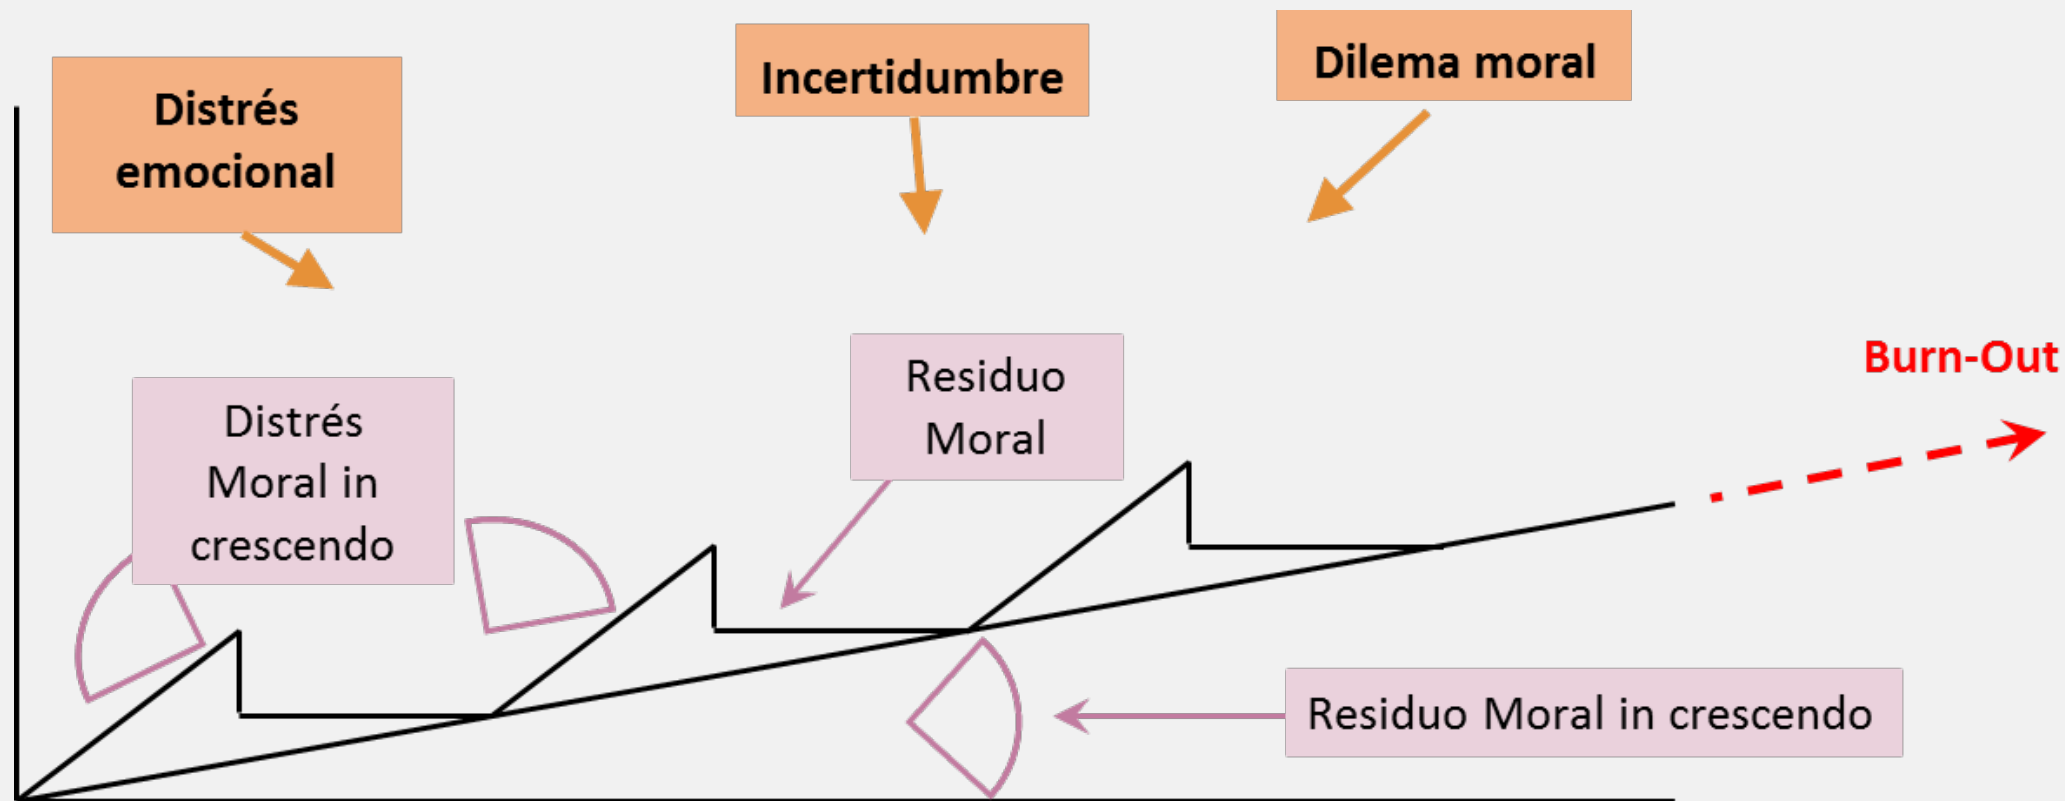 Distrés
emocional
Incertidumbre
Dilema moral
Distrés
Moral in
crescendo
Residuo
Moral
Burn-Out
Residuo Moral in crescendo